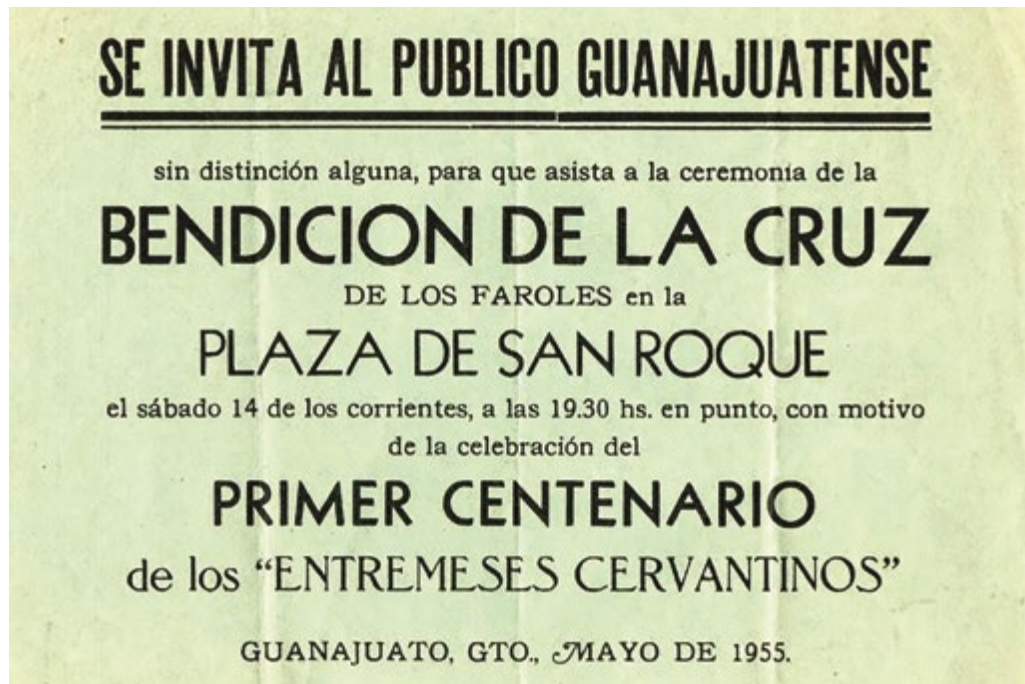 SE INVITA AL PUBLICO GUANAJUATENSE
sin distinción alguna, para que asista a la ceremonia de la
BENDICION DE LA CRUZ
DE LOS FAROLES en la
PLAZA DE SAN ROQUE
el sábado 14 de los corrientes, a las 19.30 hs. en punto, con motivo
de la celebración del
PRIMER CENTENARIO
de los “ENTREMESES CERVANTINOS”
GUANAJUATO, GTO., MAYO DE 1955.